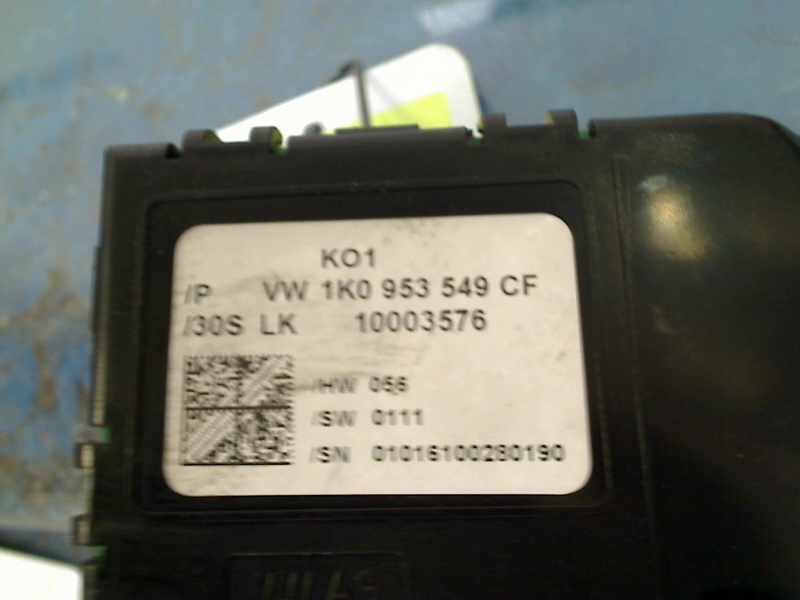 KO1
/P VW 1K0 953 549 CF
/30S LK 10003576
/HW 056
/SW 0111
/SN 01016100280190